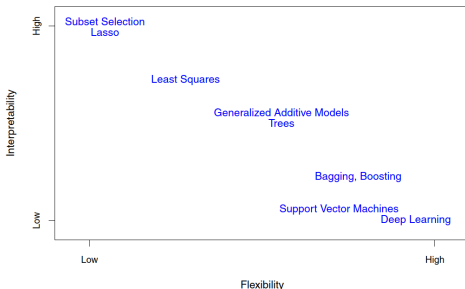 High
Subset Selection
Lasso
Least Squares
Generalized Additive Models
Trees
Interpretability
Bagging, Boosting
Support Vector Machines
Deep Learning
Low
Low
High
Flexibility